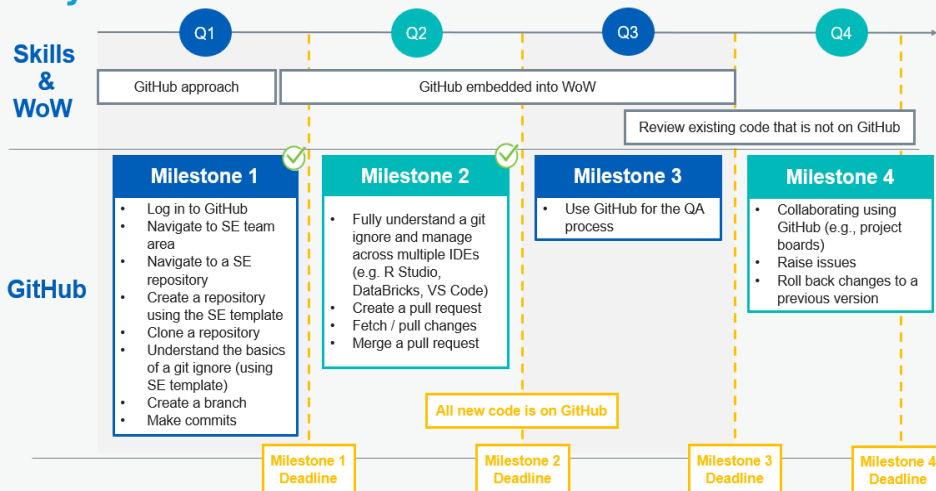 Q1
Q2
Q3
Q4
Skills
&
WoW
GitHub approach
GitHub embedded into WoW
Review existing code that is not on GitHub
GitHub
Milestone 1
• Log in to GitHub
• Navigate to SE team
area
• Navigate to a SE
repository
• Create a repository
using the SE template
• Clone a repository
• Understand the basics
of a git ignore (using
SE template)
• Create a branch
• Make commits
Milestone 2
• Fully understand a git
ignore and manage
across multiple IDEs
(e.g. R Studio,
DataBricks, VS Code)
• Create a pull request
• Fetch / pull changes
• Merge a pull request
Milestone 3
• Use GitHub for the QA
process
Milestone 4
• Collaborating using
GitHub (e.g., project
boards)
• Raise issues
• Roll back changes to a
previous version
All new code is on GitHub
Milestone 1
Deadline
Milestone 2
Deadline
Milestone 3
Deadline
Milestone 4
Deadline